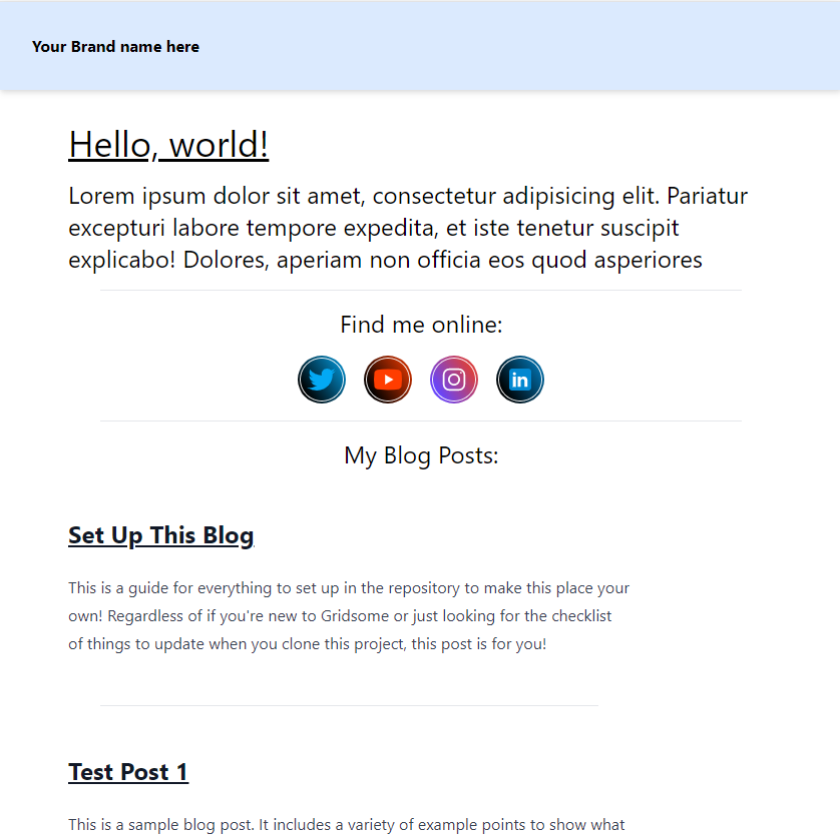 Your Brand name here
Hello, world!
Lorem ipsum dolor sit amet, consectetur adipisicing elit. Pariatur
excepturi labore tempore expedita, et iste tenetur suscipit
explicabo! Dolores, aperiam non officia eos quod asperiores
Find me online:
in
My Blog Posts:
Set Up This Blog
This is a guide for everything to set up in the repository to make this place your
own! Regardless of if you're new to Gridsome or just looking for the checklist
of things to update when you clone this project, this post is for you!
Test Post 1
This is a sample blog post. It includes a variety of example points to show what